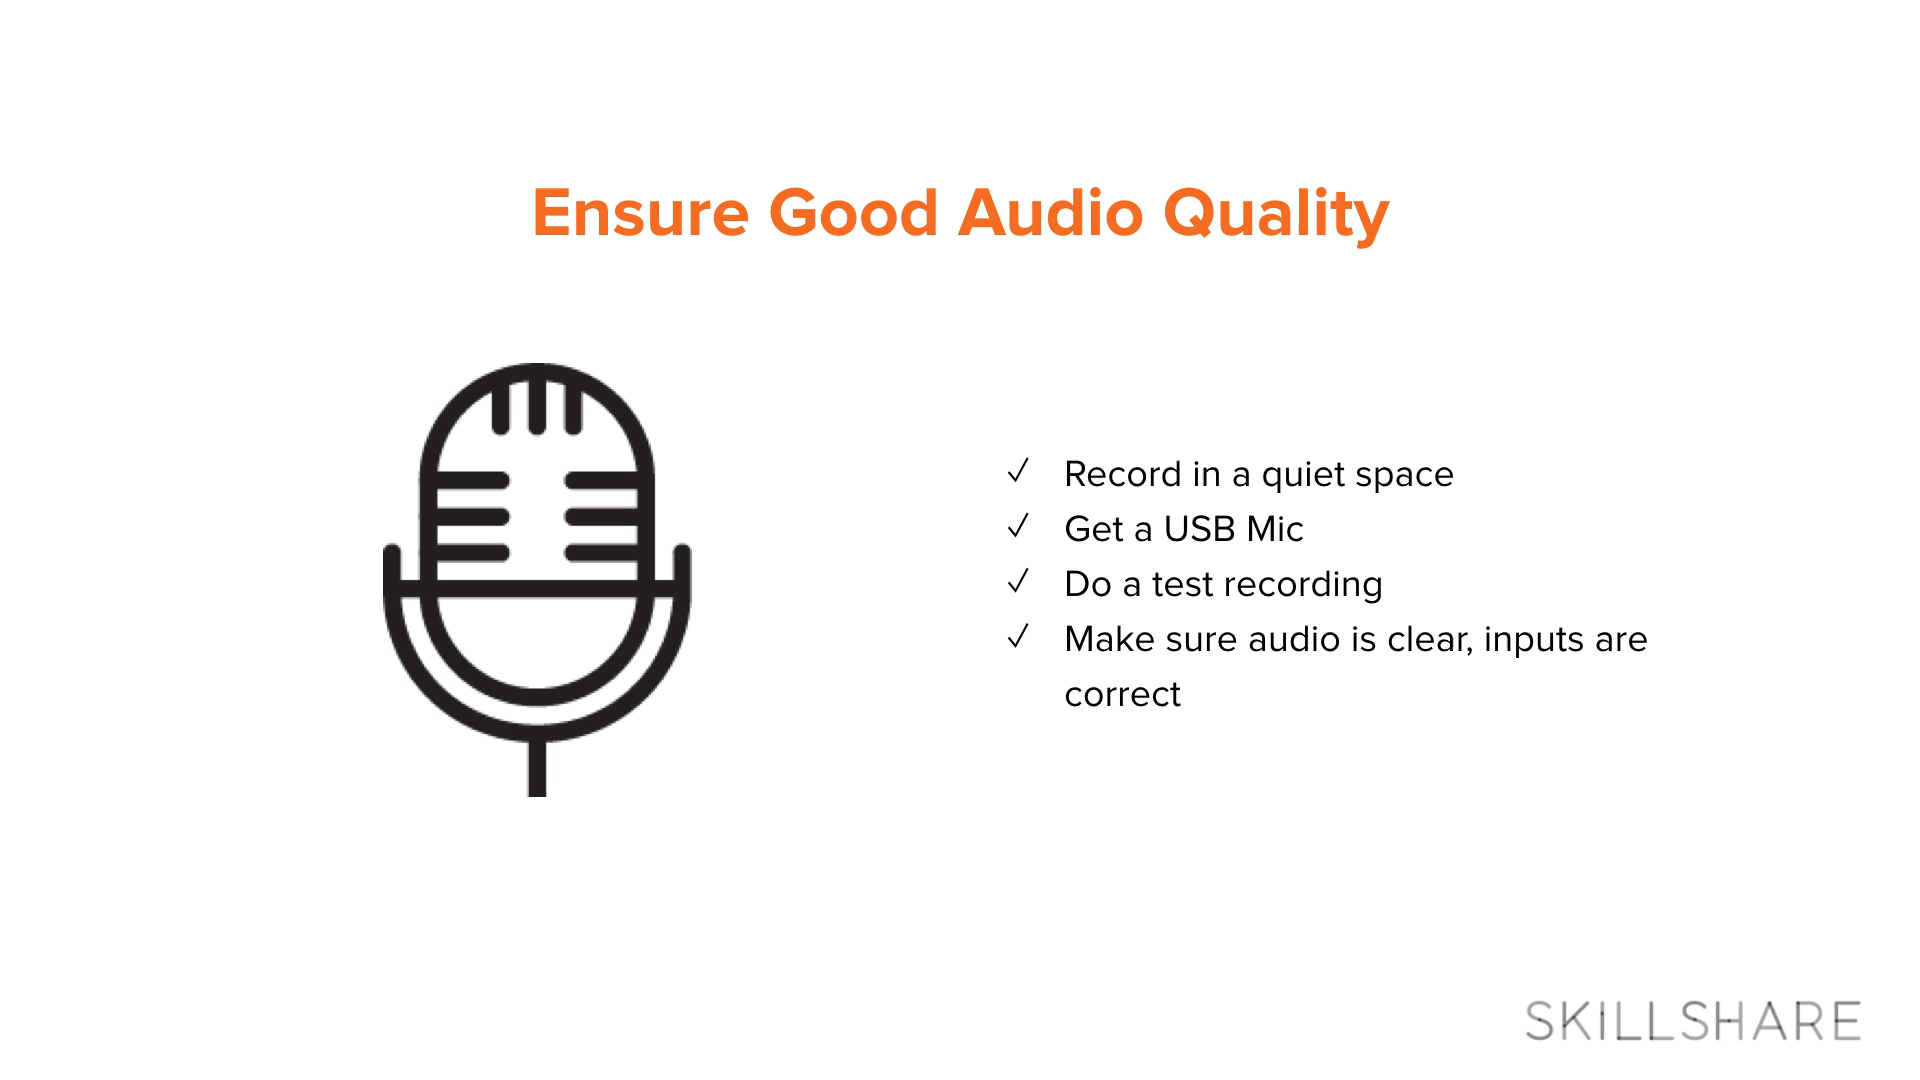 Ensure Good Audio Quality
✓ Record in a quiet space
✓ Get a USB Mic
✓ Do a test recording
✓ Make sure audio is clear, inputs are
correct
SKILLSHARE